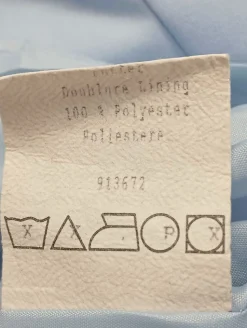 Doublure Lining
100 % Polyester
Poliestere
913672
X X . P X